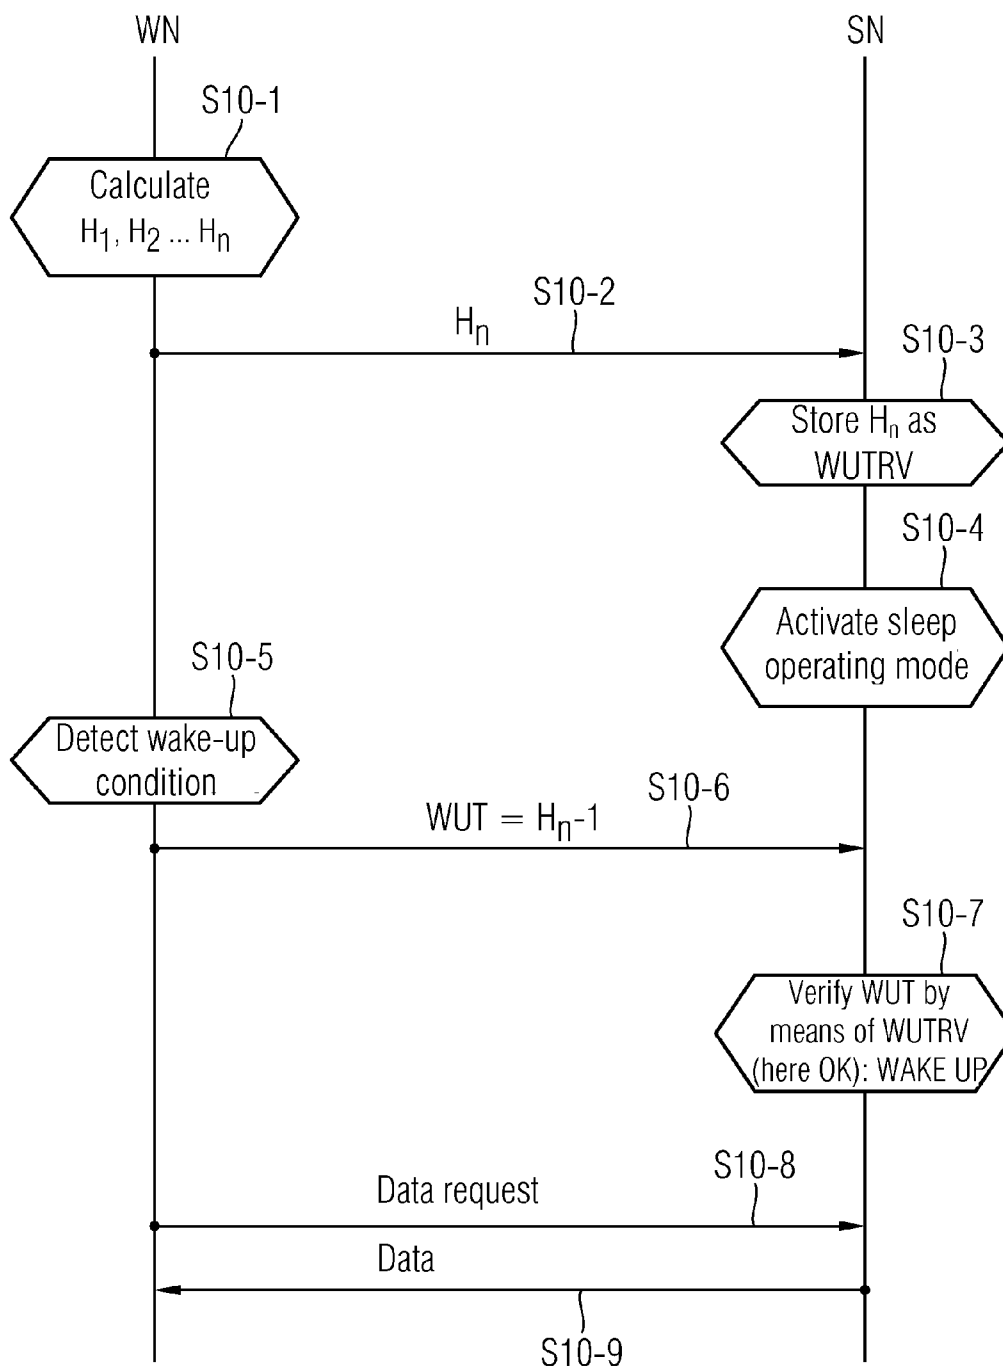 WN
SN
S10-1
Calculate
H1, H2 ... Hn
S10-2
Hn
S10-3
Store Hn as
WUTRV
S10-4
Activate sleep
operating mode
S10-5
Detect wake-up
condition
S10-6
WUT = Hn-1
S10-7
Verify WUT by
means of WUTRV
(here OK): WAKE UP
S10-8
Data request
Data
S10-9